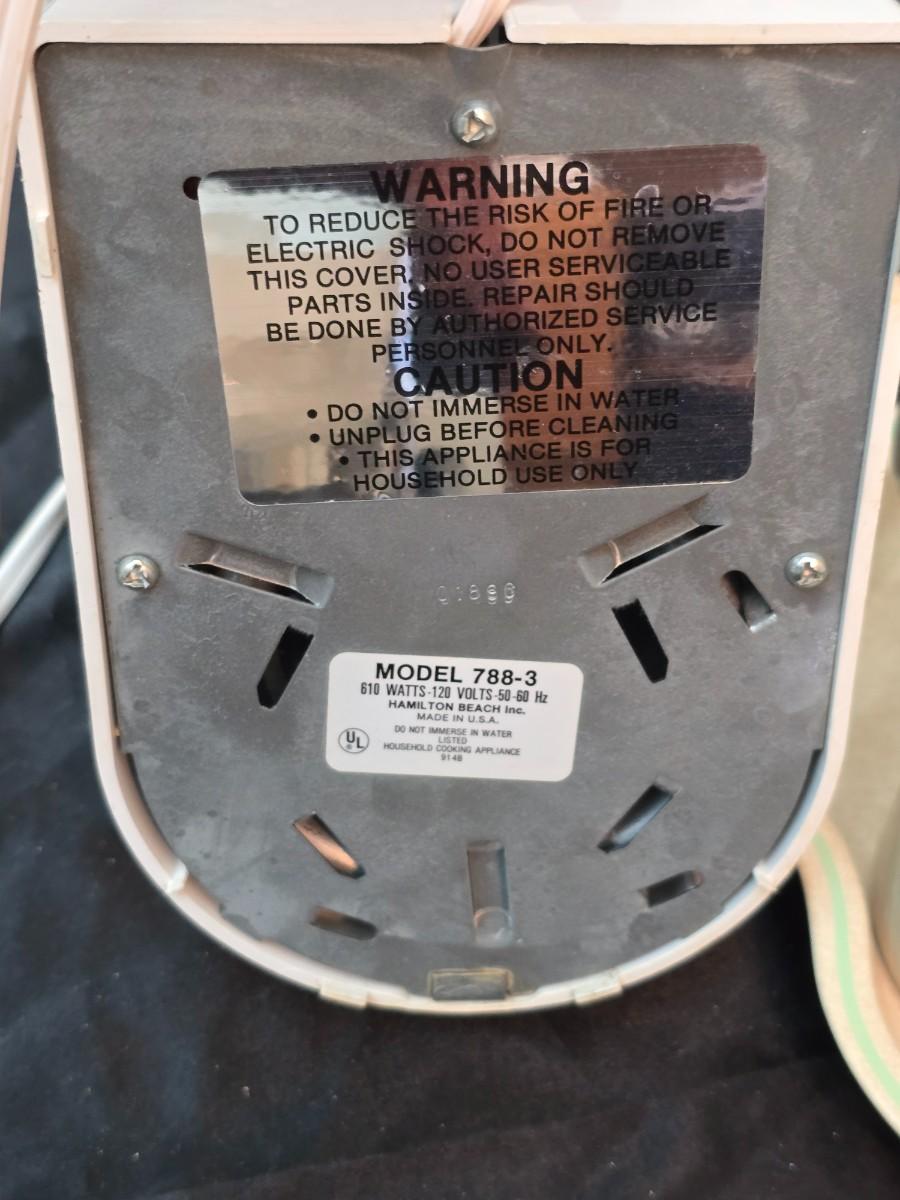 WARNING
TO REDUCE THE RISK OF FIRE OR
ELECTRIC SHOCK, DO NOT REMOVE
THIS COVER. NO USER SERVICEABLE
PARTS INSIDE. REPAIR SHOULD
BE DONE BY AUTHORIZED SERVICE
PERSONNEL ONLY.
CAUTION
• DO NOT IMMERSE IN WATER
• UNPLUG BEFORE CLEANING
• THIS APPLIANCE IS FOR
HOUSEHOLD USE ONLY
MODEL 788-3
610 WATTS-120 VOLTS-50-60 Hz
HAMILTON BEACH Inc.
MADE IN U.S.A.
DO NOT IMMERSE IN WATER
UL
LISTED
HOUSEHOLD COOKING APPLIANCE
914B